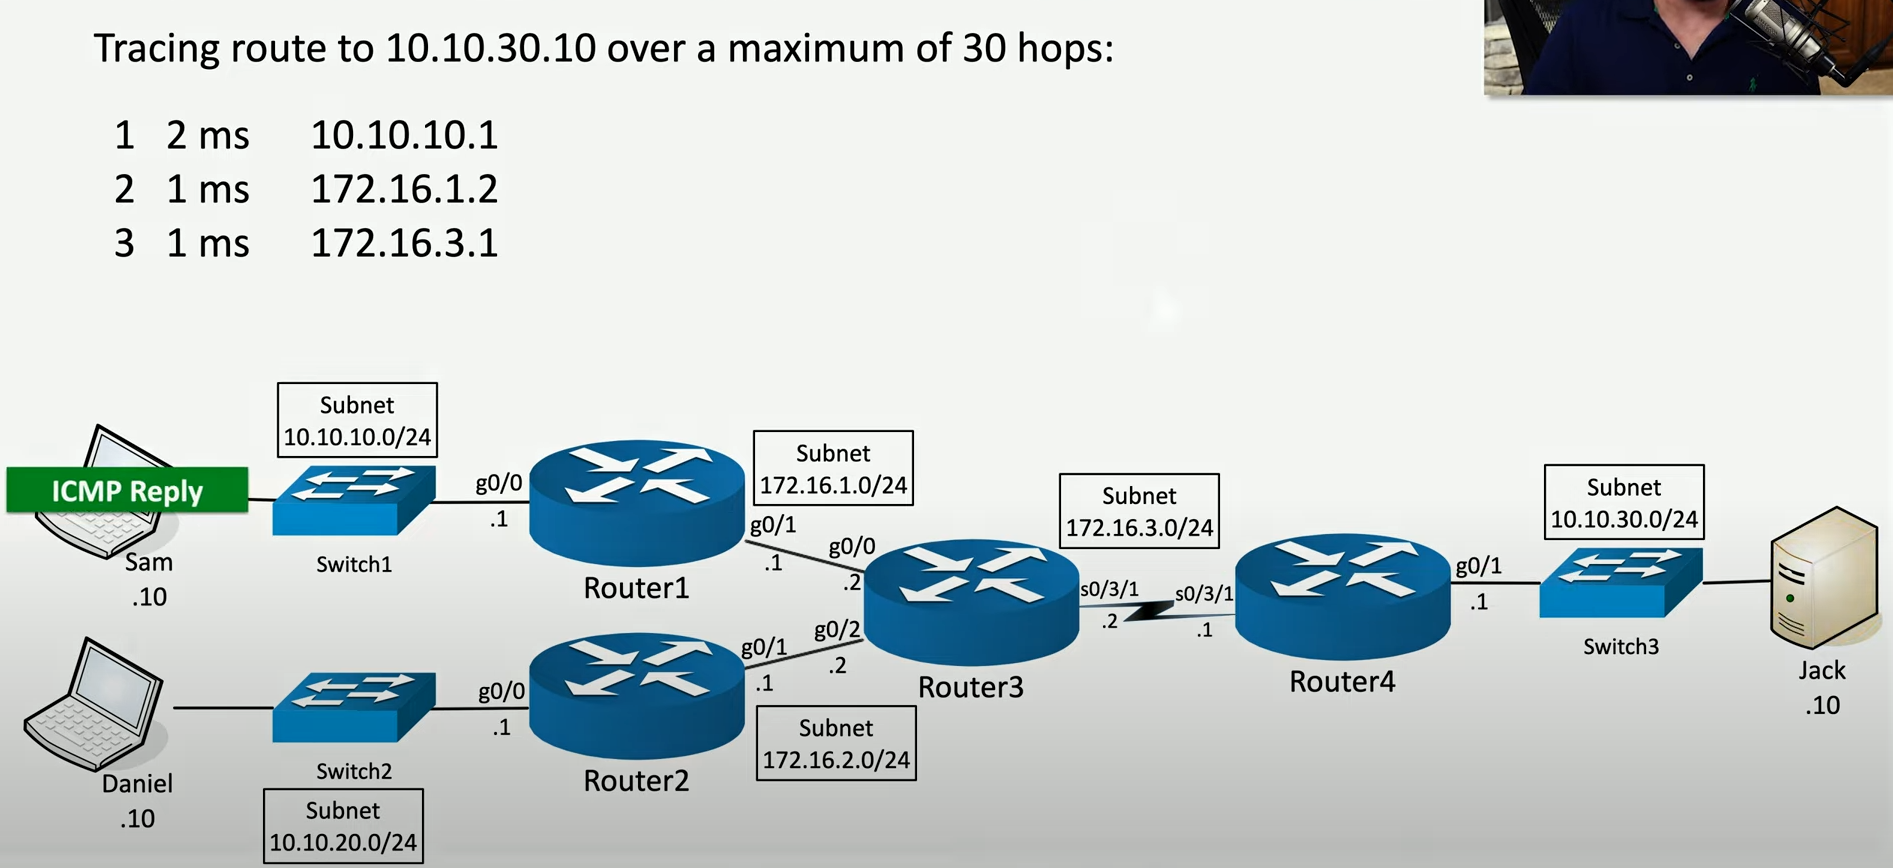 Tracing route to 10.10.30.10 over a maximum of 30 hops:
1 2 ms 10.10.10.1
2 1 ms 172.16.1.2
3 1 ms 172.16.3.1
Subnet
10.10.10.0/24
ICMP Reply
Sam
.10
Switch1
g0/0
.1
Router1
Subnet
172.16.1.0/24
g0/1
.1
g0/0
.2
Subnet
172.16.3.0/24
s0/3/1
.2
s0/3/1
.1
Subnet
10.10.30.0/24
g0/1
.1
Switch3
Jack
.10
Router3
Router4
Daniel
.10
Switch2
Subnet
10.10.20.0/24
g0/0
.1
Router2
g0/1
.1
g0/2
.2
Subnet
172.16.2.0/24